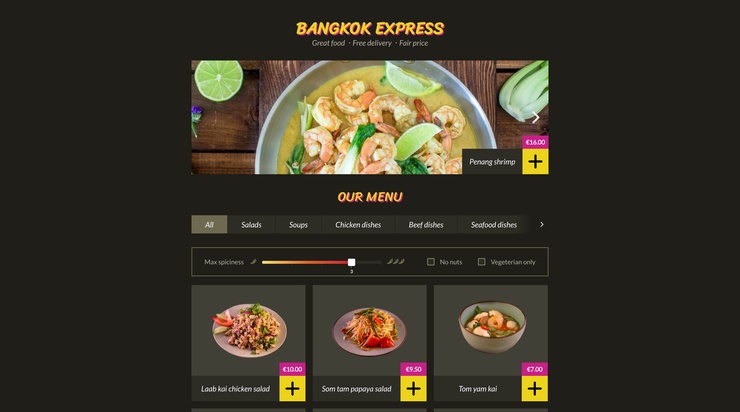 BANGKOK EXPRESS
Great food · Free delivery · Fair price
€16.00
Penang shrimp
OUR MENU
All Salads Soups Chicken dishes Beef dishes Seafood dishes
Max spiciness No nuts Vegetarian only
3
€10.00 €9.50 €7.00
Laab kai chicken salad Som tam papaya salad Tom yam kai